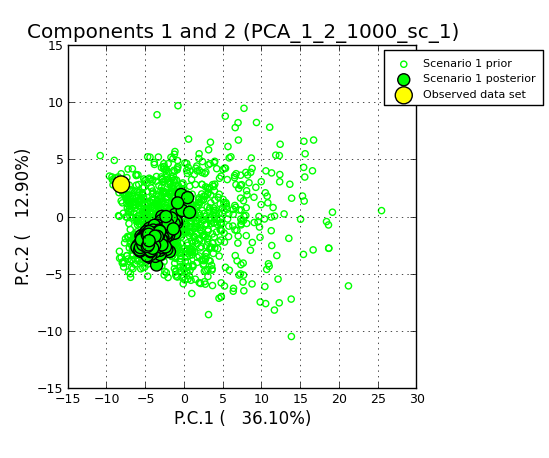 Components 1 and 2 (PCA_1_2_1000_sc_1)
15
10
5
0
−5
−10
−15
P.C.2 (   12.90%)
−15 −10 −5 0 5 10 15 20 25 30
P.C.1 (   36.10%)
Scenario 1 prior
Scenario 1 posterior
Observed data set